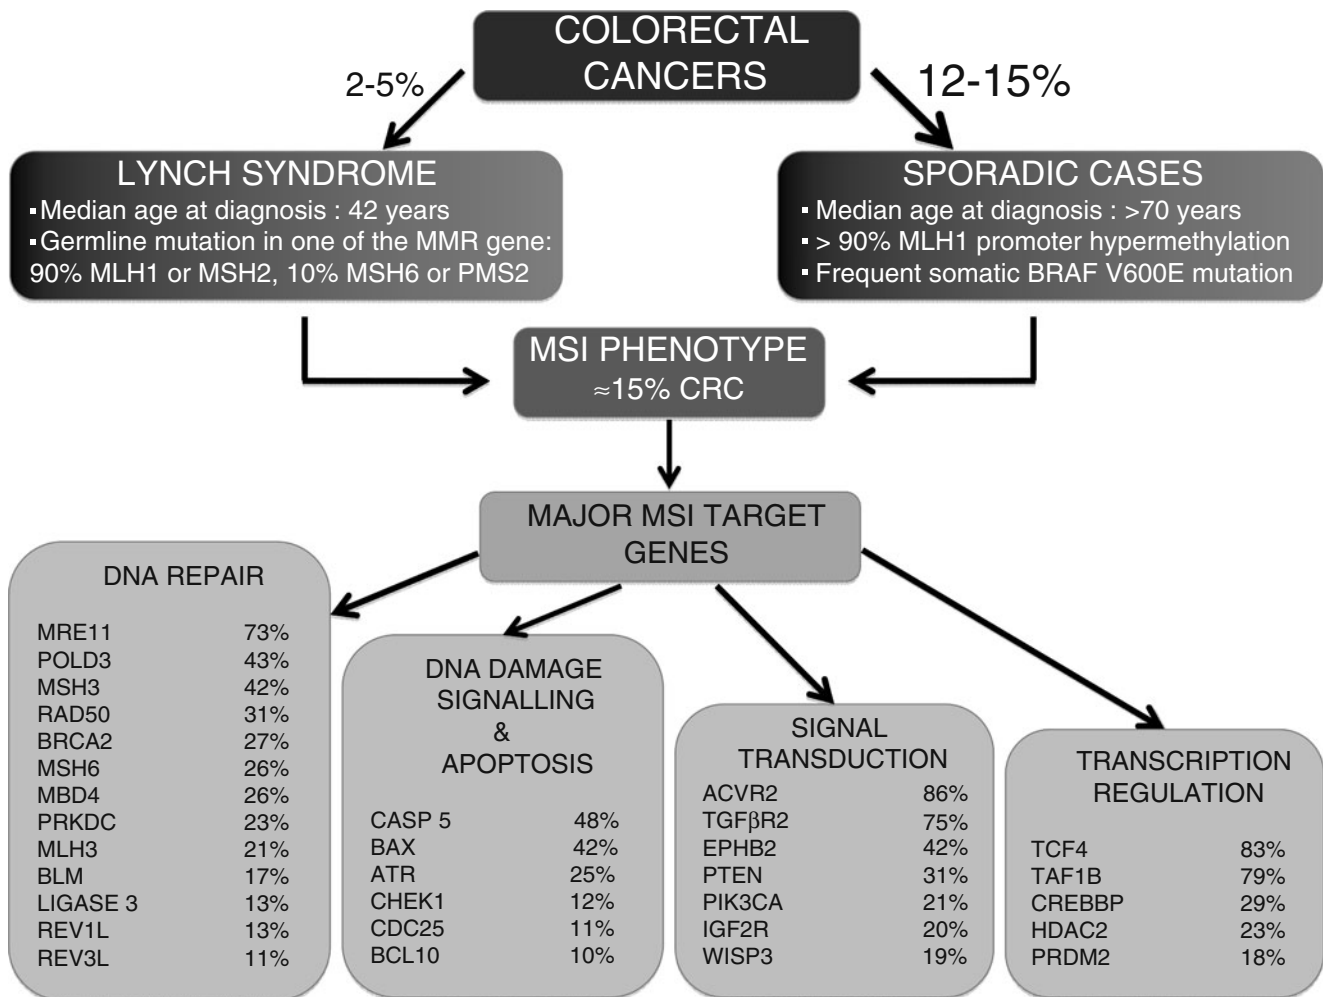 COLORECTAL
CANCERS
2-5%
12-15%
LYNCH SYNDROME
▪Median age at diagnosis : 42 years
▪Germline mutation in one of the MMR gene:
90% MLH1 or MSH2, 10% MSH6 or PMS2
SPORADIC CASES
▪ Median age at diagnosis : >70 years
▪ > 90% MLH1 promoter hypermethylation
▪ Frequent somatic BRAF V600E mutation
MSI PHENOTYPE
≈15% CRC
MAJOR MSI TARGET
GENES
DNA REPAIR
MRE11 73%
POLD3 43%
MSH3 42%
RAD50 31%
BRCA2 27%
MSH6 26%
MBD4 26%
PRKDC 23%
MLH3 21%
BLM 17%
LIGASE 3 13%
REV1L 13%
REV3L 11%
DNA DAMAGE
SIGNALLING
&
APOPTOSIS
CASP 5 48%
BAX 42%
ATR 25%
CHEK1 12%
CDC25 11%
BCL10 10%
SIGNAL
TRANSDUCTION
ACVR2 86%
TGFβR2 75%
EPHB2 42%
PTEN 31%
PIK3CA 21%
IGF2R 20%
WISP3 19%
TRANSCRIPTION
REGULATION
TCF4 83%
TAF1B 79%
CREBBP 29%
HDAC2 23%
PRDM2 18%